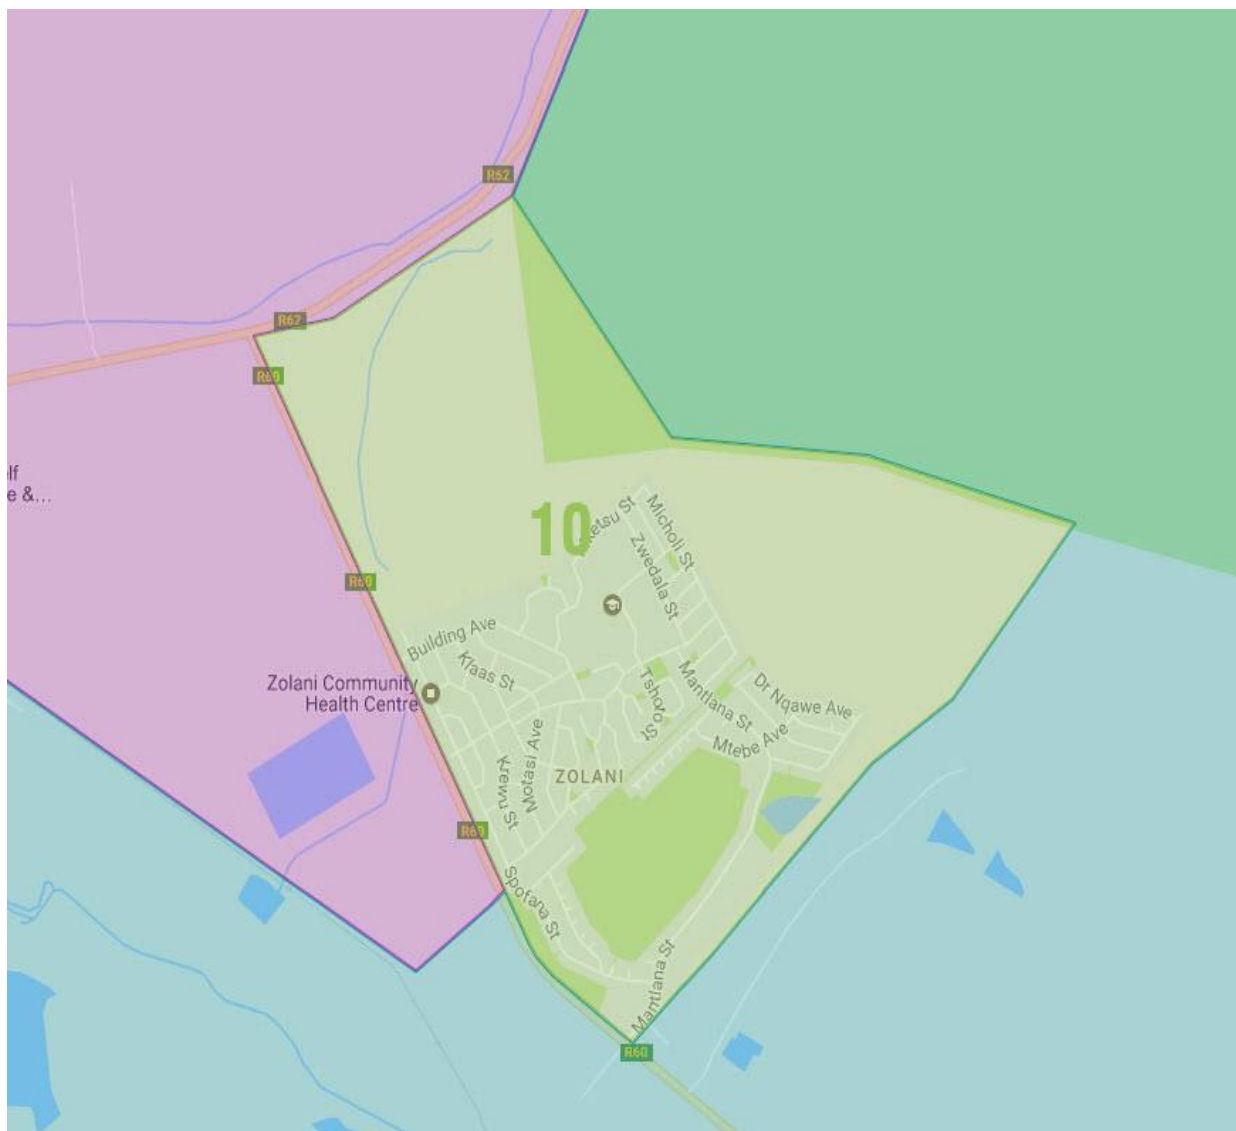 R62
R62
R60
lf
e &...
10
etsu St
Micholi St
Zwedala St
R60
Building Ave
Klaas St
Zolani Community
Health Centre
Tshoto St
Mantlana St
Dr Nqawe Ave
Mtebe Ave
Motasi Ave
Krewu St
ZOLANI
R60
Spofana St
Mantlana St
R60